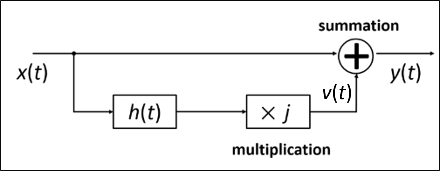 summation
+
x(t)
y(t)
v(t)
h(t)
× j
multiplication